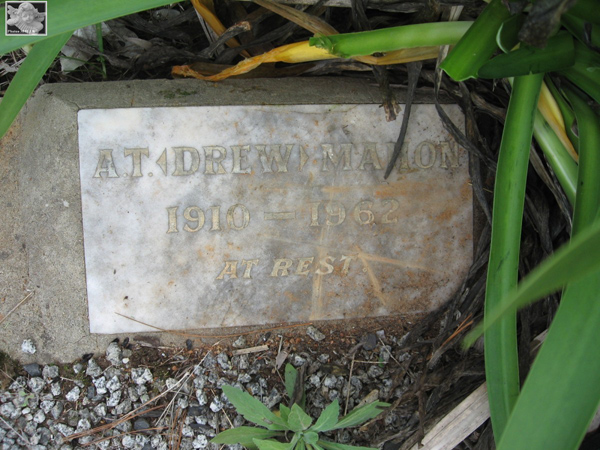 A.T. (DREW) MAHON
1910 — 1962
AT REST